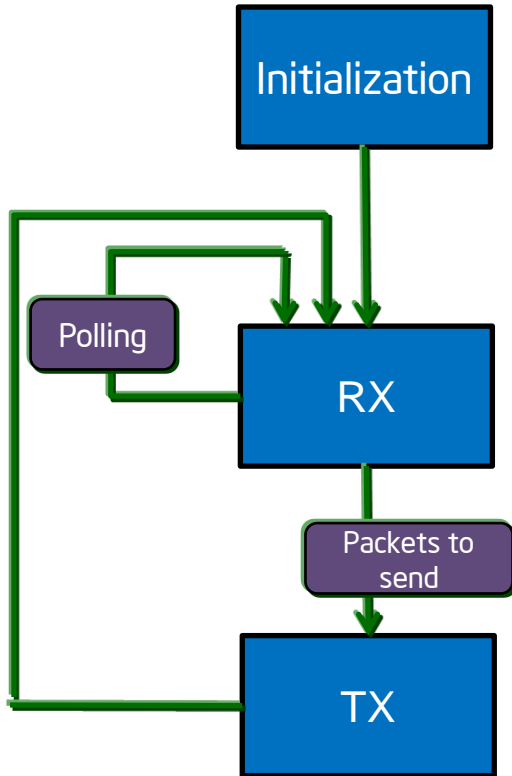 Initialization
Polling
RX
Packets to
send
TX